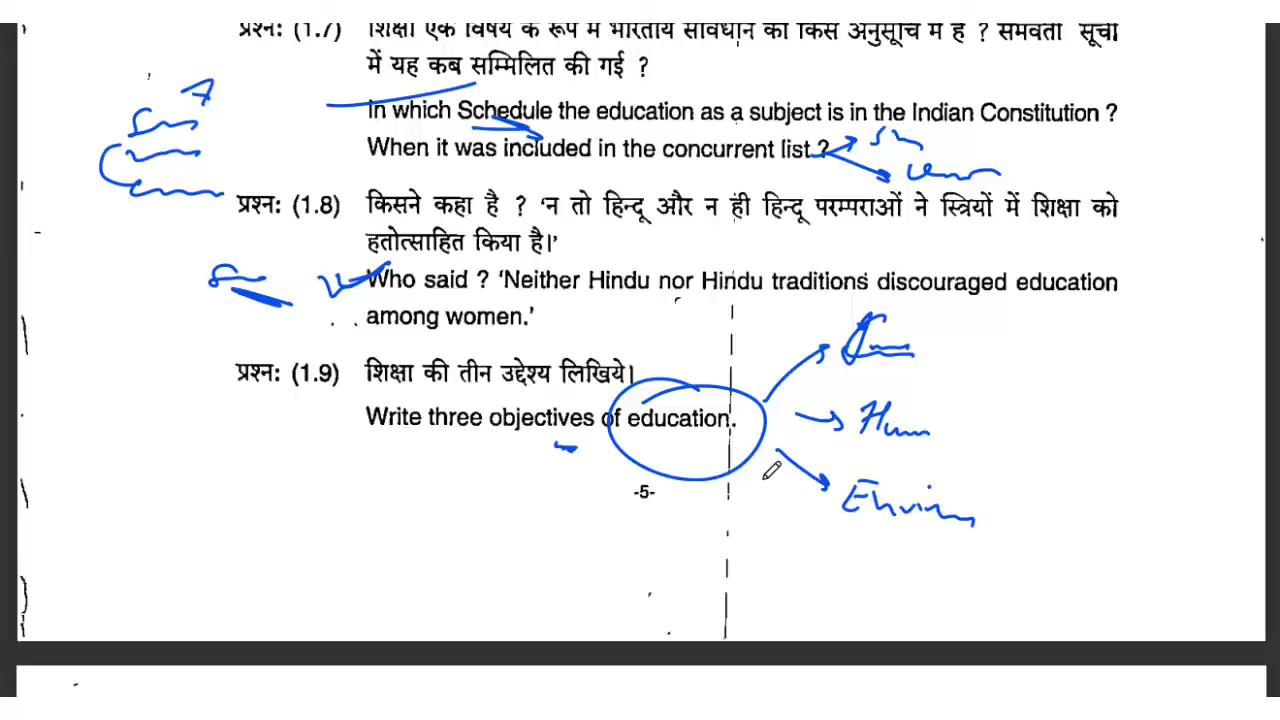 प्रश्न: (1.7) शिक्षा एक विषय के रूप में भारतीय संविधान की किस अनुसूचि में है ? समवर्ती सूची
में यह कब सम्मिलित की गई ?
In which Schedule the education as a subject is in the Indian Constitution ?
When it was included in the concurrent list ?
प्रश्न: (1.8) किसने कहा है ? 'न तो हिन्दू और न ही हिन्दू परम्पराओं ने स्त्रियों में शिक्षा को
हतोत्साहित किया है।'
Who said ? 'Neither Hindu nor Hindu traditions discouraged education
among women.'
प्रश्न: (1.9) शिक्षा की तीन उद्देश्य लिखिये।
Write three objectives of education.
-5-